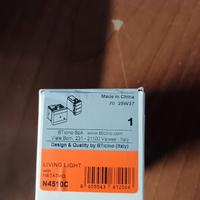 Made in China
70 25W37
1
BTicino Spa www.bticino.com
Viale Borri, 231 - 21100 Varese - Italy
Design & Quality by BTicino (Italy)
LIVING LIGHT
N4510C